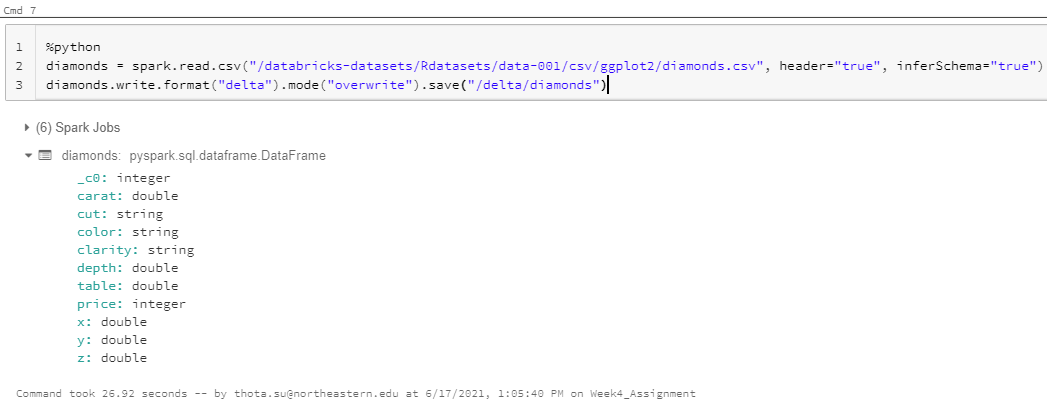 Cmd 7
1 %python
2 diamonds = spark.read.csv("/databricks-datasets/Rdatasets/data-001/csv/ggplot2/diamonds.csv", header="true", inferSchema="true")
3 diamonds.write.format("delta").mode("overwrite").save("/delta/diamonds")
(6) Spark Jobs
diamonds: pyspark.sql.dataframe.DataFrame
_c0: integer
carat: double
cut: string
color: string
clarity: string
depth: double
table: double
price: integer
x: double
y: double
z: double
Command took 26.92 seconds -- by thota.su@northeastern.edu at 6/17/2021, 1:05:40 PM on Week4_Assignment